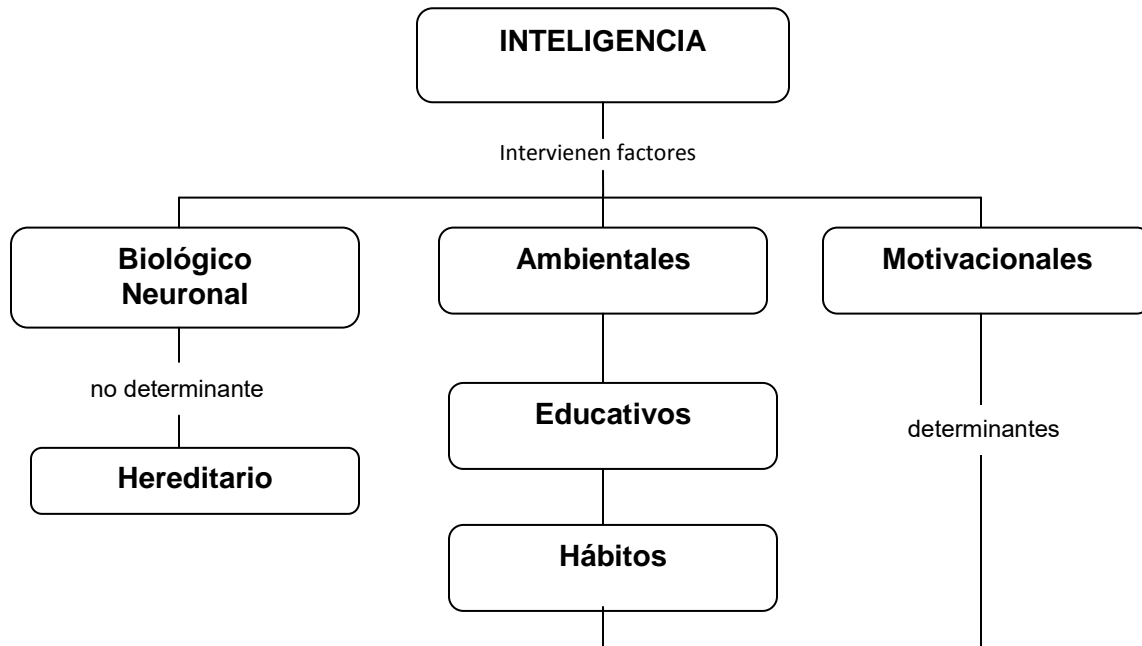 INTELIGENCIA
Intervienen factores
Biológico
Neuronal
Ambientales
Motivacionales
no determinante
Educativos
determinantes
Hereditario
Hábitos